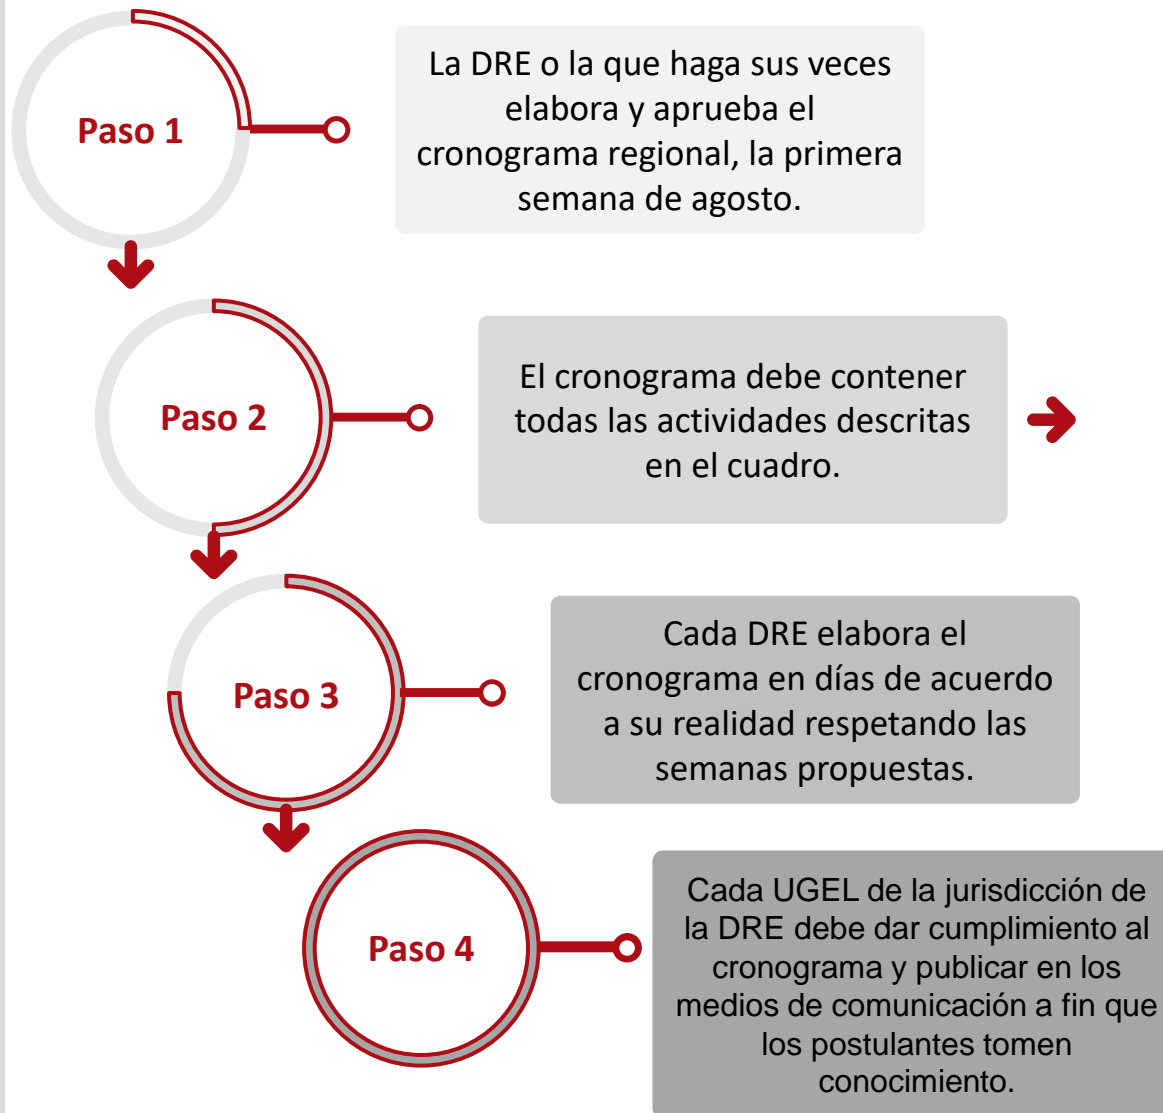 Paso 1
La DRE o la que haga sus veces
elabora y aprueba el
cronograma regional, la primera
semana de agosto.
Paso 2
El cronograma debe contener
todas las actividades descritas
en el cuadro.
Paso 3
Cada DRE elabora el
cronograma en días de acuerdo
a su realidad respetando las
semanas propuestas.
Paso 4
Cada UGEL de la jurisdicción de
la DRE debe dar cumplimiento al
cronograma y publicar en los
medios de comunicación a fin que
los postulantes tomen
conocimiento.